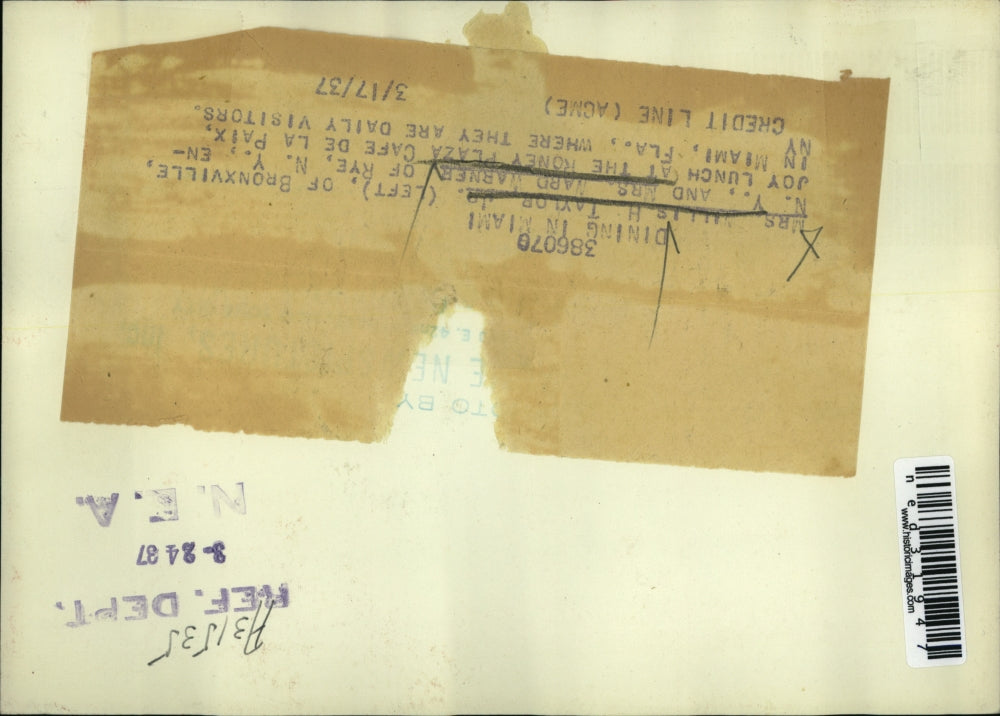 386070
DINING IN MIAMI
MRS. WILLIS H. TAYLOR JR. (LEFT), OF BRONXVILLE,
N. Y., AND MRS. WARD WARNER OF RYE, N. Y., EN-
JOY LUNCH AT THE RONEY PLAZA CAFE DE LA PAIX,
IN MIAMI, FLA., WHERE THEY ARE DAILY VISITORS.
NY
CREDIT LINE (ACME) 3/17/37
A31535
REF. DEPT.
3-24 37
N. E. A.
www.historicimages.com